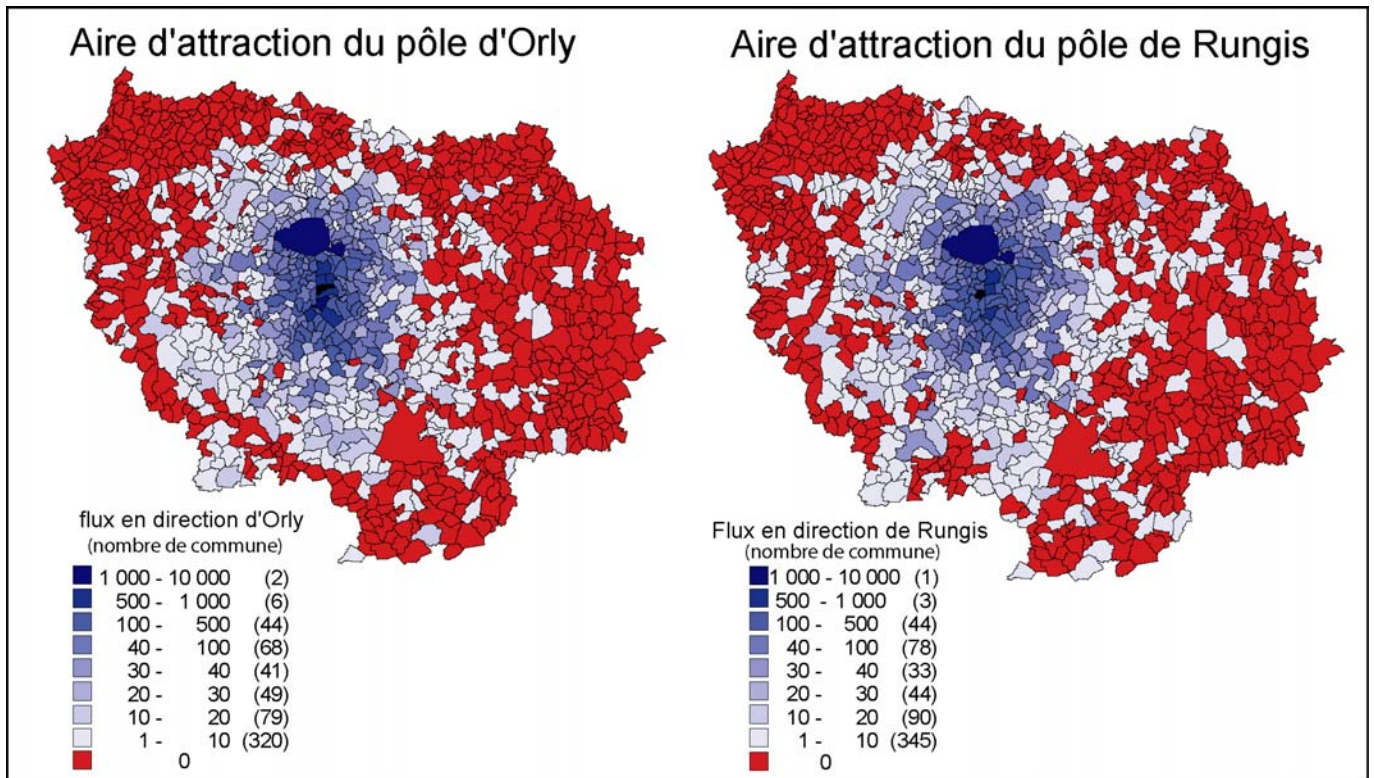 Aire d'attraction du pôle d'Orly
Aire d'attraction du pôle de Rungis
flux en direction d'Orly
(nombre de commune)
1 000 - 10 000 (2)
500 - 1 000 (6)
100 - 500 (44)
40 - 100 (68)
30 - 40 (41)
20 - 30 (49)
10 - 20 (79)
1 - 10 (320)
0
Flux en direction de Rungis
(nombre de commune)
1 000 - 10 000 (1)
500 - 1 000 (3)
100 - 500 (44)
40 - 100 (78)
30 - 40 (33)
20 - 30 (44)
10 - 20 (90)
1 - 10 (345)
0